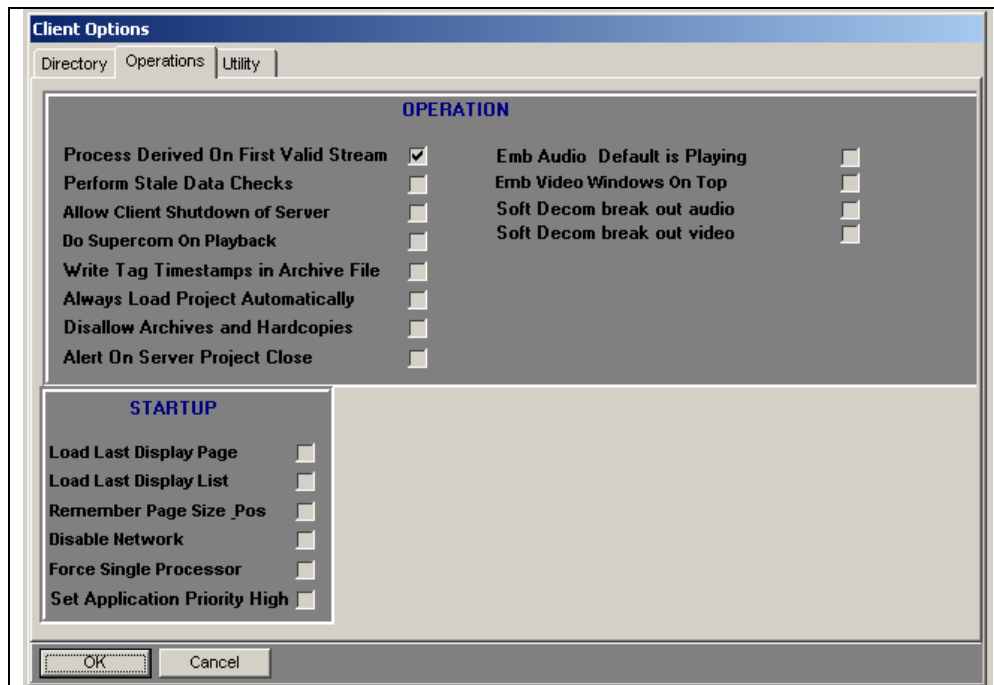 Client Options
Directory Operations Utility
OPERATION
Process Derived On First Valid Stream
Perform Stale Data Checks
Allow Client Shutdown of Server
Do Supercom On Playback
Write Tag Timestamps in Archive File
Always Load Project Automatically
Disallow Archives and Hardcopies
Alert On Server Project Close
Emb Audio Default is Playing
Emb Video Windows On Top
Soft Decom break out audio
Soft Decom break out video
STARTUP
Load Last Display Page
Load Last Display List
Remember Page Size_Pos
Disable Network
Force Single Processor
Set Application Priority High
OK Cancel